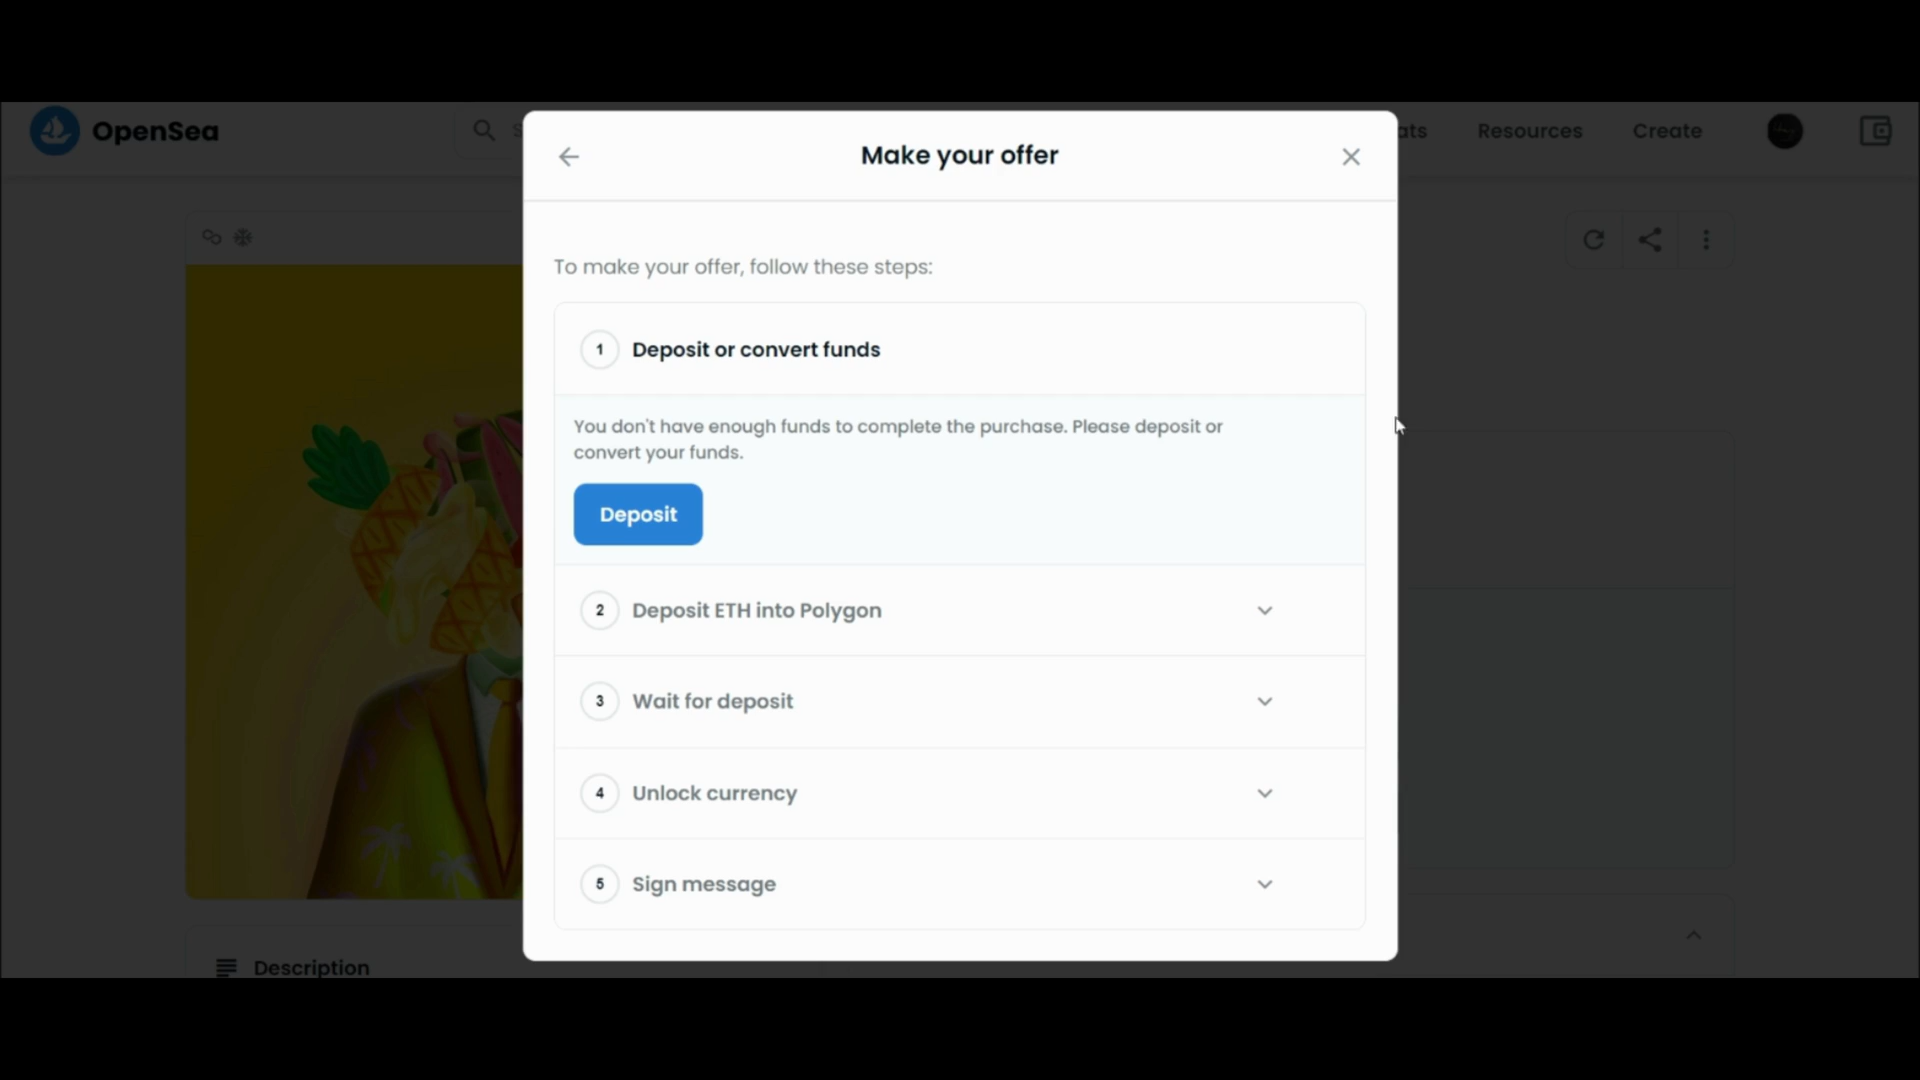 OpenSea
Resources
Create
Make your offer
To make your offer, follow these steps:
1 Deposit or convert funds
You don't have enough funds to complete the purchase. Please deposit or
convert your funds.
Deposit
2 Deposit ETH into Polygon
3 Wait for deposit
4 Unlock currency
5 Sign message
Description